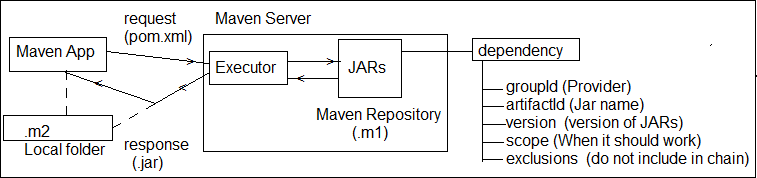 request
(pom.xml)
Maven Server
Maven App
Executor
JARs
dependency
groupId (Provider)
artifactId (Jar name)
version (version of JARs)
scope (When it should work)
exclusions (do not include in chain)
Maven Repository
(.m1)
.m2
Local folder
response
(.jar)